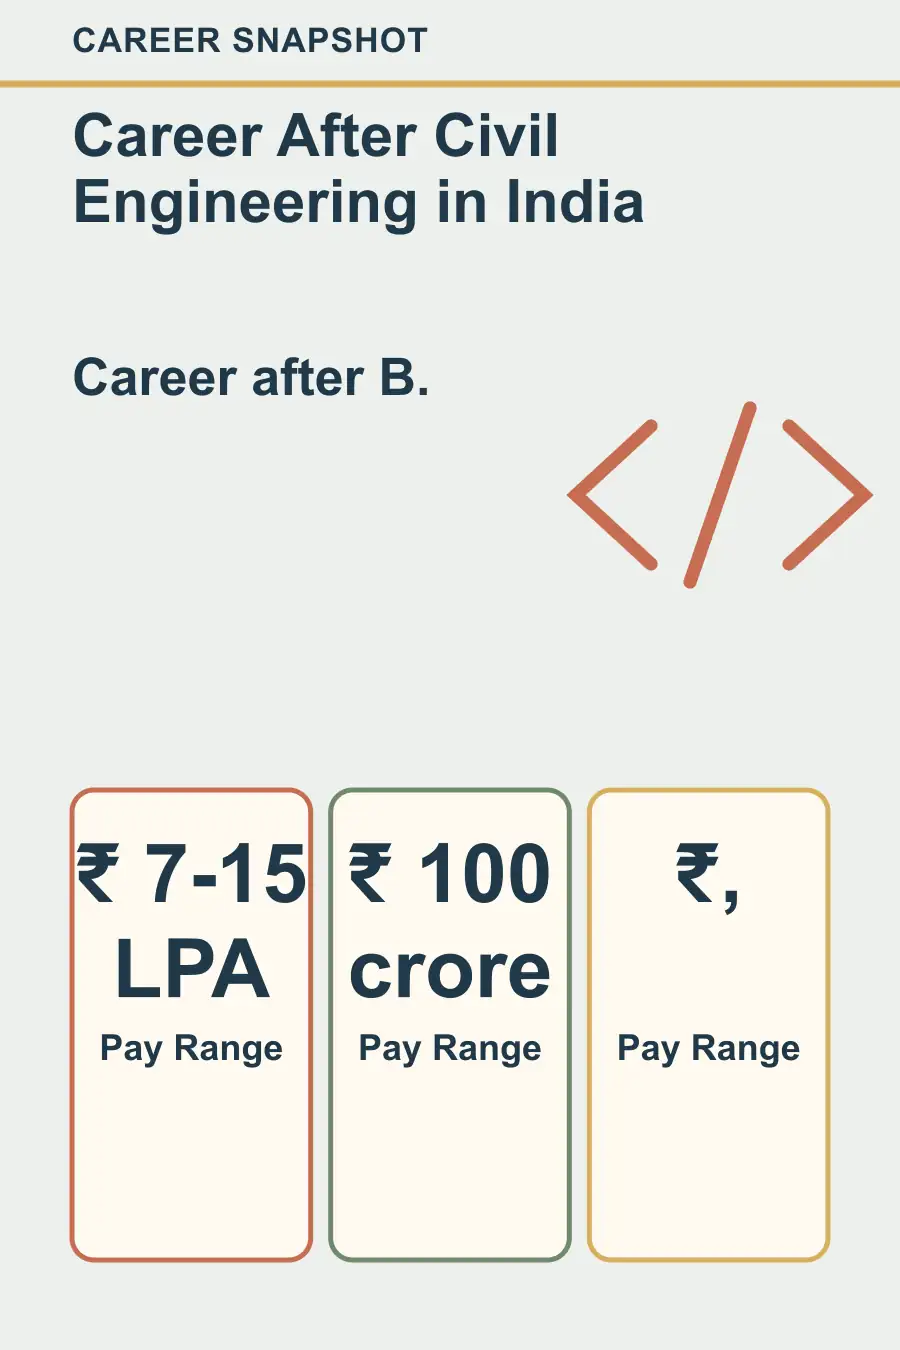 CAREER SNAPSHOT
Career After Civil
Engineering in India
Career after B.
₹ 7-15
LPA
Pay Range
₹ 100
crore
Pay Range
₹,
Pay Range